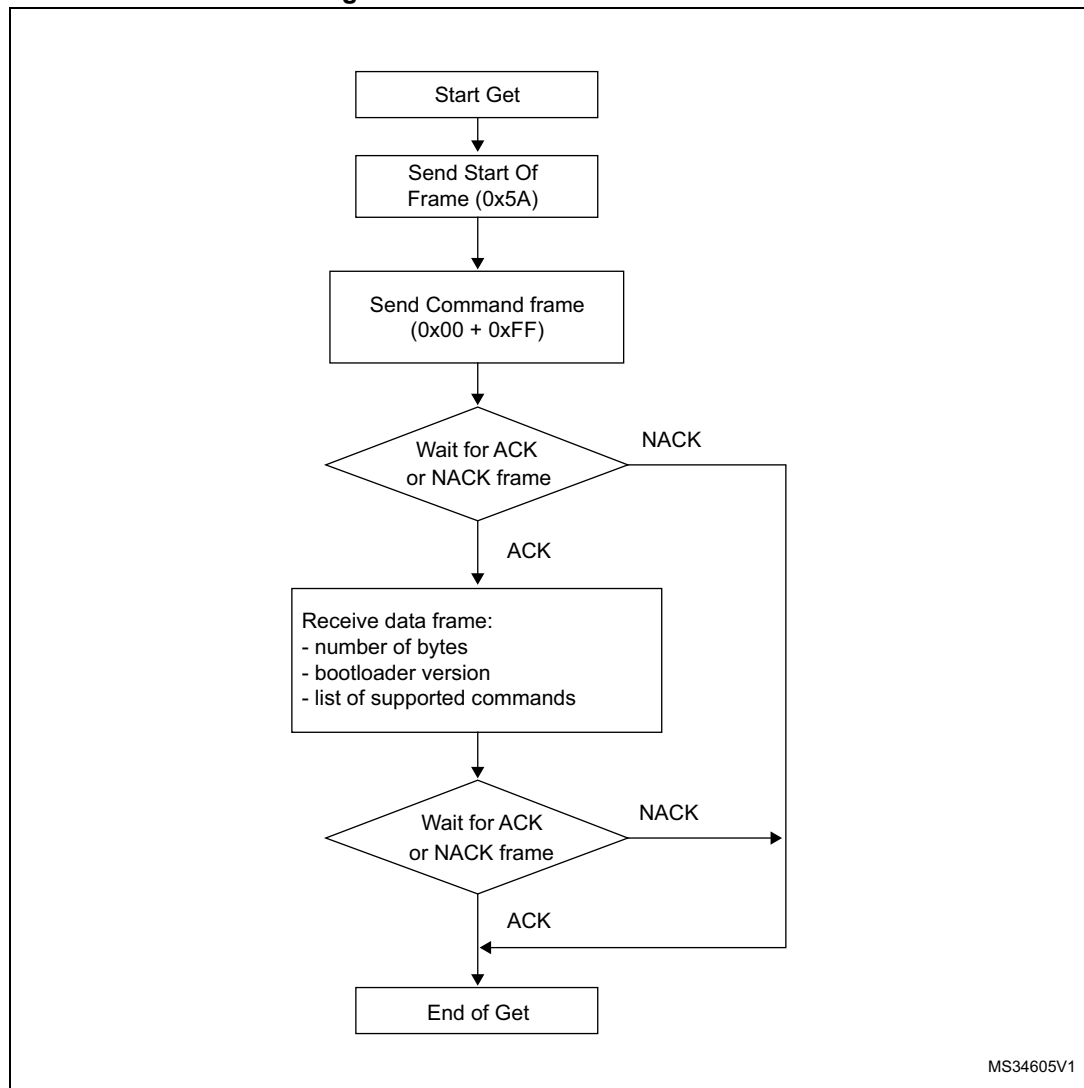 Start Get
Send Start Of
Frame (0x5A)
Send Command frame
(0x00 + 0xFF)
Wait for ACK
or NACK frame
NACK
ACK
Receive data frame:
- number of bytes
- bootloader version
- list of supported commands
Wait for ACK
or NACK frame
NACK
ACK
End of Get
MS34605V1